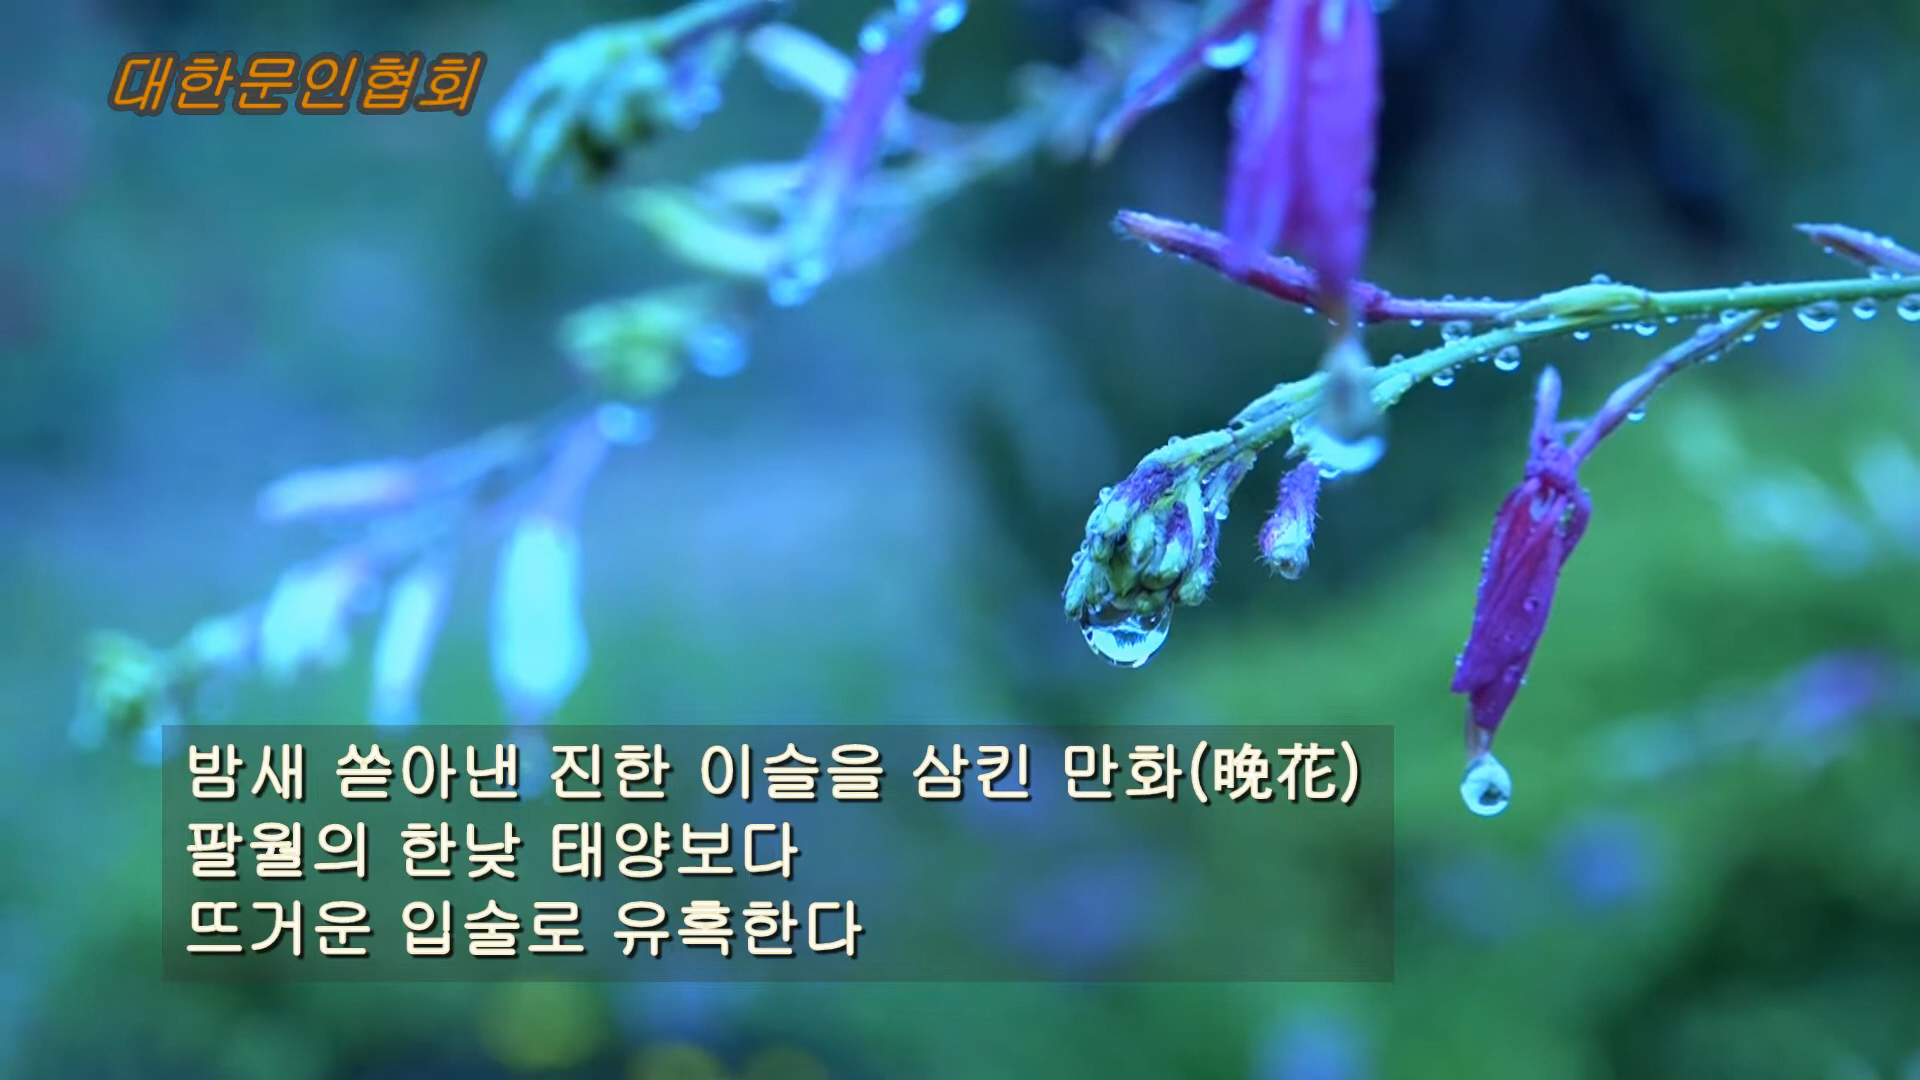 대한문인협회
밤새 쏟아낸 진한 이슬을 삼킨 만화(晩花)
팔월의 한낮 태양보다
뜨거운 입술로 유혹한다